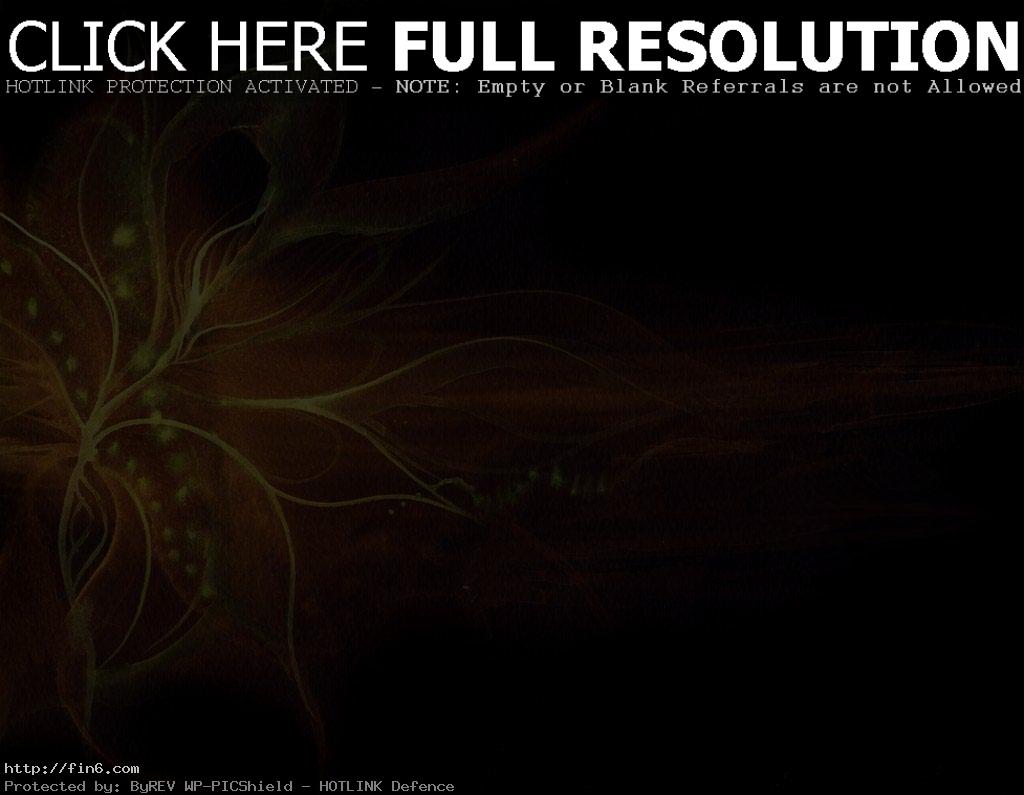 CLICK HERE FULL RESOLUTION
HOTLINK PROTECTION ACTIVATED – NOTE: Empty or Blank Referrals are not Allowed
http://fin6.com
Protected by: ByREV WP-PICShield – HOTLINK Defence